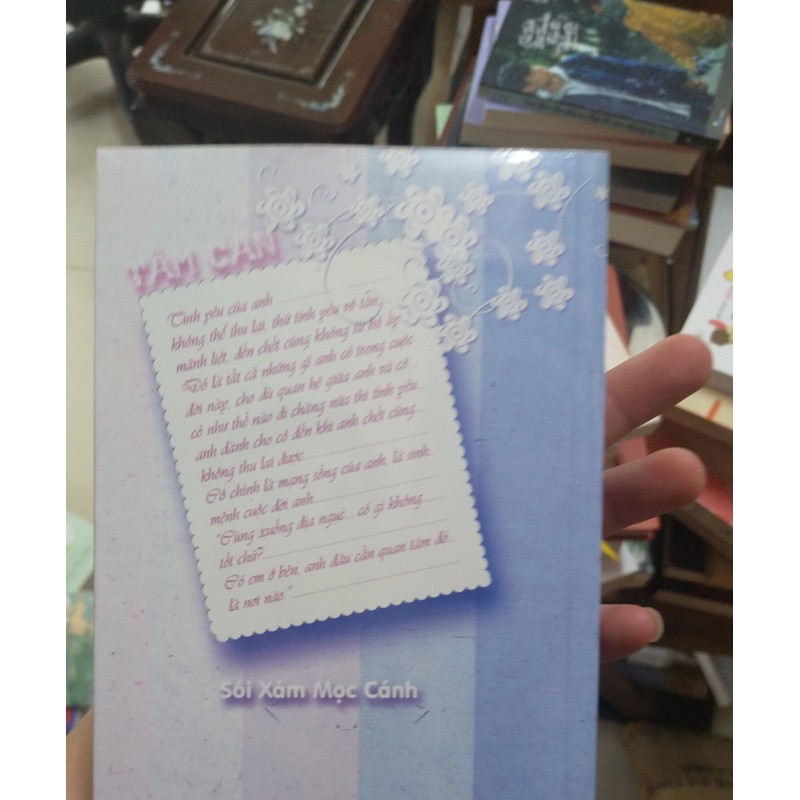 TÂM CAN
Tình yêu của anh
không thể thu lại, thứ tình yêu vô tận,
mãnh liệt, đến chết cũng không từ bỏ ấy.
Đó là tất cả những gì anh có trong cuộc
đời này, cho dù quan hệ giữa anh và cô
có như thế nào đi chăng nữa thì tình yêu
anh dành cho cô đến khi anh chết cũng
không thu lại được
Cô chính là mạng sống của anh, là sinh
mệnh cuộc đời anh
"Cùng xuống địa ngục... có gì không
tốt chứ?
Có em ở bên, anh đâu cần quan tâm đó
là nơi nào."
Sói Xám Mọc Cánh